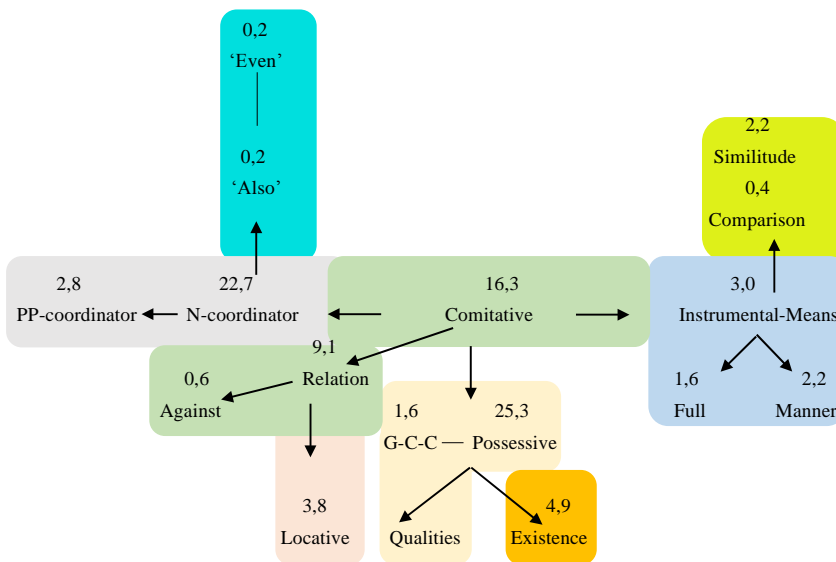 0,2
‘Even’
0,2
‘Also’
2,2
Similitude
0,4
Comparison
2,8
PP-coordinator
22,7
N-coordinator
16,3
Comitative
3,0
Instrumental-Means
9,1
Relation
0,6
Against
1,6
G-C-C
25,3
Possessive
1,6
Full
2,2
Manner
3,8
Locative
Qualities
4,9
Existence